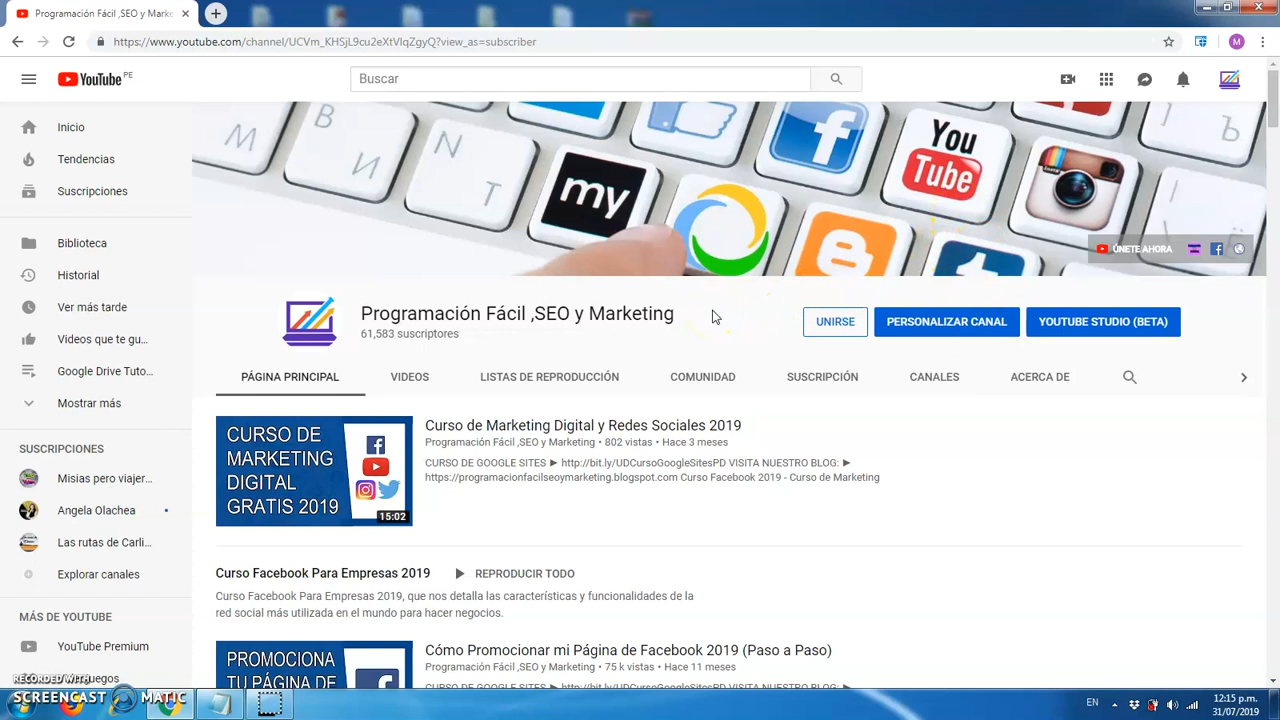 Programación Fácil ,SEO y Marke
https://www.youtube.com/channel/UCVm_KHSjL9cu2eXtVlqZgyQ?view_as=subscriber
M
YouTube PE
Buscar
Inicio
Tendencias
Suscripciones
Biblioteca
Historial
Ver más tarde
Videos que te gu...
Google Drive Tuto...
Mostrar más
SUSCRIPCIONES
Misias pero viajer...
Angela Olachea
Las rutas de Carli...
Explorar canales
MÁS DE YOUTUBE
YouTube Premium
M
B
И
N
T
my
f
You
Tube
Ъ
ÚNETE AHORA
Programación Fácil ,SEO y Marketing
61,583 suscriptores
UNIRSE
PERSONALIZAR CANAL
YOUTUBE STUDIO (BETA)
PÁGINA PRINCIPAL
VIDEOS
LISTAS DE REPRODUCCIÓN
COMUNIDAD
SUSCRIPCIÓN
CANALES
ACERCA DE
CURSO DE
MARKETING
DIGITAL
GRATIS 2019
15:02
Curso de Marketing Digital y Redes Sociales 2019
Programación Fácil ,SEO y Marketing • 802 vistas • Hace 3 meses
CURSO DE GOOGLE SITES ► http://bit.ly/UDCursoGoogleSitesPD VISITA NUESTRO BLOG: ►
https://programacionfacilseoymarketing.blogspot.com Curso Facebook 2019 - Curso de Marketing
Curso Facebook Para Empresas 2019
REPRODUCIR TODO
Curso Facebook Para Empresas 2019, que nos detalla las características y funcionalidades de la
red social más utilizada en el mundo para hacer negocios.
PROMOCIONA
TU PÁGINA DE
Cómo Promocionar mi Página de Facebook 2019 (Paso a Paso)
Programación Fácil ,SEO y Marketing • 75 k vistas • Hace 11 meses
RECORDED WITH
SCREENCAST MATIC
EN
12:15 p.m.
31/07/2019